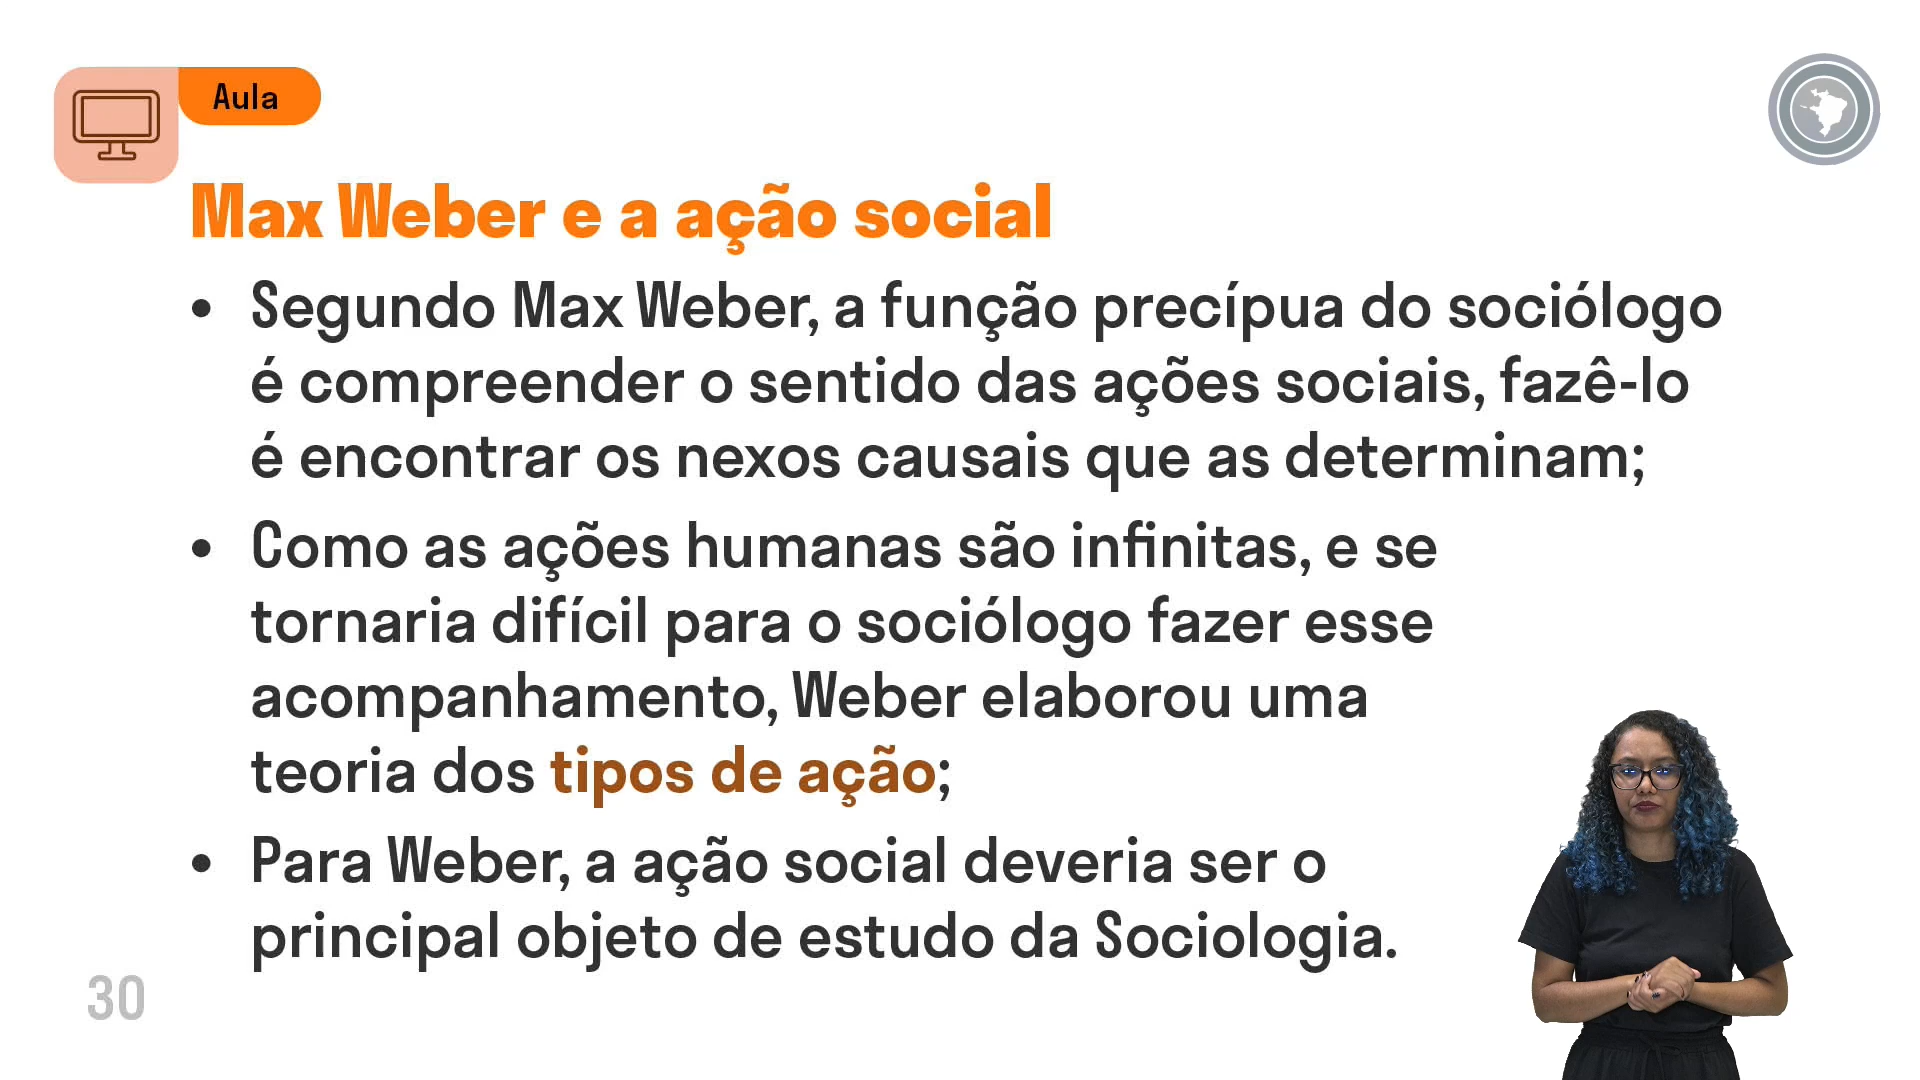 Aula
Max Weber e a ação social
• Segundo Max Weber, a função precípua do sociólogo
é compreender o sentido das ações sociais, fazê-lo
é encontrar os nexos causais que as determinam;
• Como as ações humanas são infinitas, e se
tornaria difícil para o sociólogo fazer esse
acompanhamento, Weber elaborou uma
teoria dos tipos de ação;
• Para Weber, a ação social deveria ser o
principal objeto de estudo da Sociologia.
30